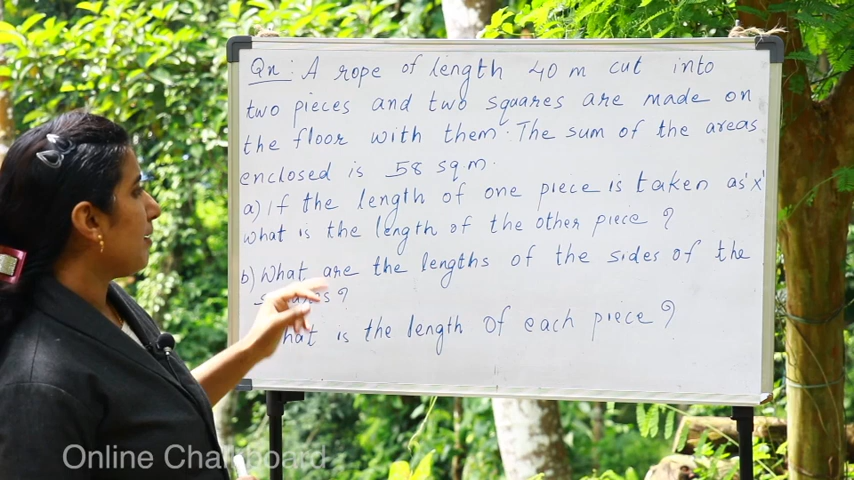 Qn: A rope of length 40 m cut into
two pieces and two squares are made on
the floor with them. The sum of the areas
enclosed is 58 sq m.
a) If the length of one piece is taken as 'x'
what is the length of the other piece ?
b) What are the lengths of the sides of the
?
hat is the length of each piece ?
Online Chalkboard